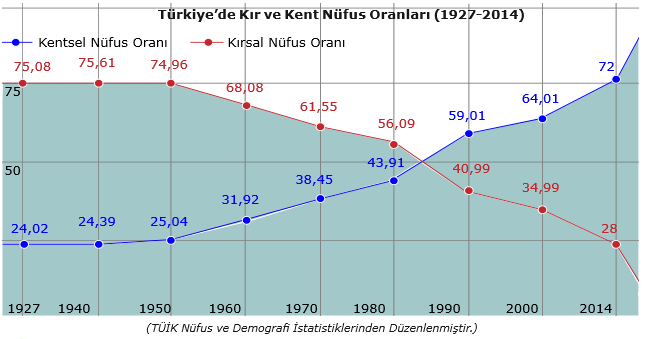 Türkiye’de Kır ve Kent Nüfus Oranları (1927-2014)
Kentsel Nüfus Oranı Kırsal Nüfus Oranı
75,08 75,61 74,96 68,08 61,55 56,09 40,99 34,99 28
24,02 24,39 25,04 31,92 38,45 43,91 59,01 64,01 72
75
50
1927 1940 1950 1960 1970 1980 1990 2000 2014
(TÜİK Nüfus ve Demografi İstatistiklerinden Düzenlenmiştir.)